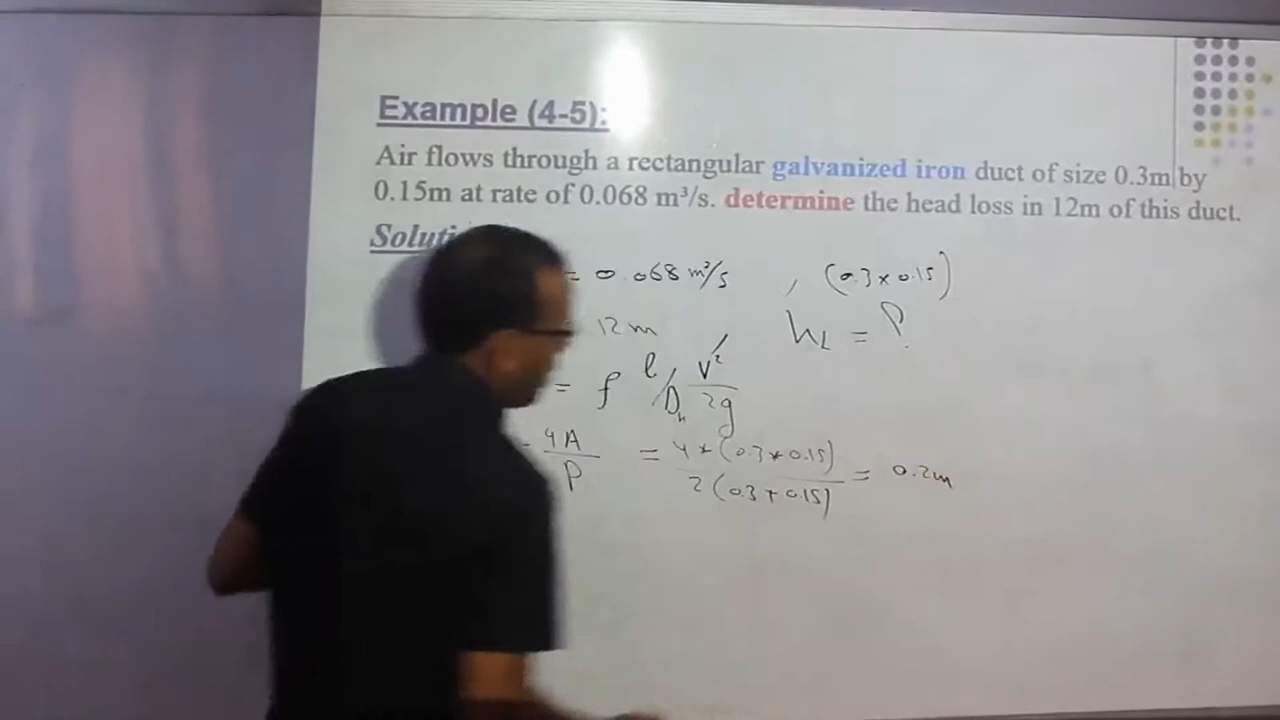 Example (4-5):
Air flows through a rectangular galvanized iron duct of size 0.3m by
0.15m at rate of 0.068 m³/s. determine the head loss in 12m of this duct.
Soluti
= 0.068 m³/s , (0.3 × 0.15)
12m hL = ?
= f l/Dh V²/2g
= 4A/P = 4*(0.3*0.15)/2(0.3+0.15) = 0.2m